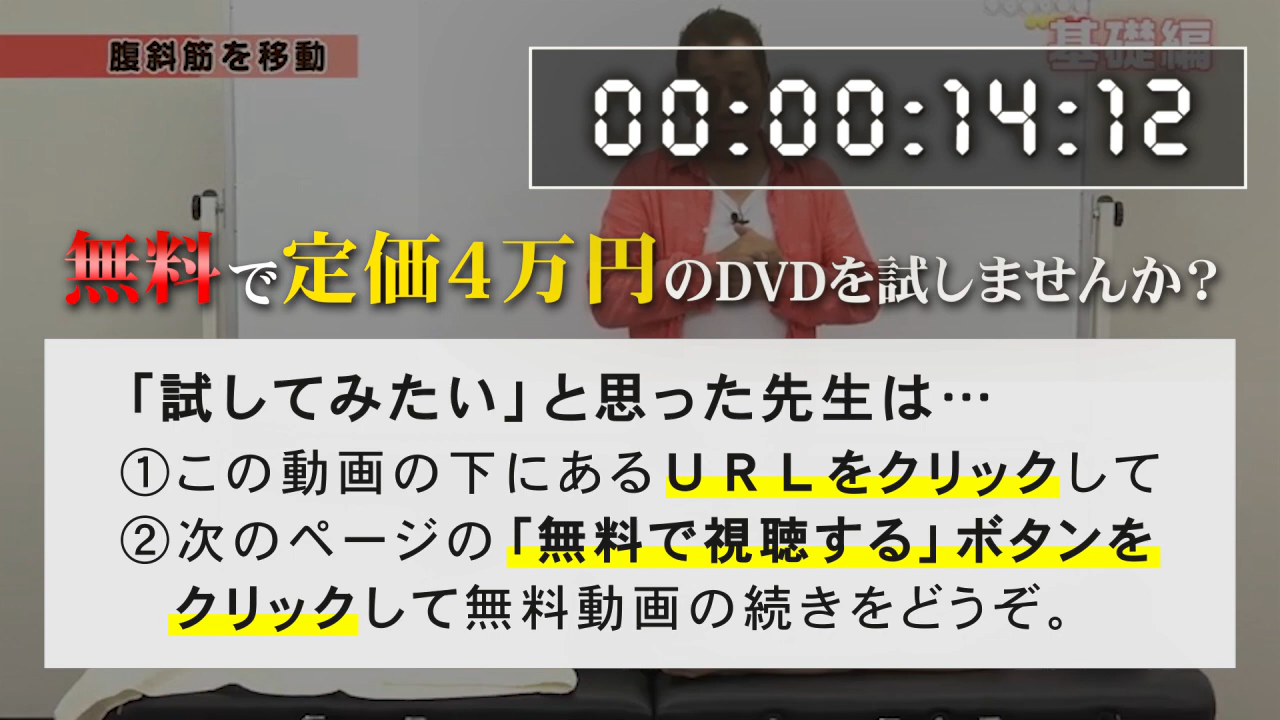 腹斜筋を移動
基礎編
00:00:14:12
無料で定価4万円のDVDを試しませんか？
「試してみたい」と思った先生は…
①この動画の下にあるＵＲＬをクリックして
②次のページの「無料で視聴する」ボタンを
クリックして無料動画の続きをどうぞ。